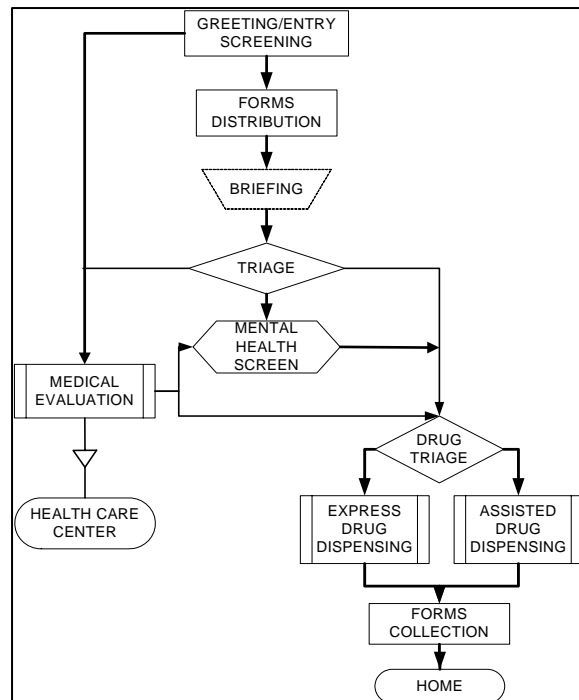 GREETING/ENTRY
SCREENING
FORMS
DISTRIBUTION
BRIEFING
TRIAGE
MENTAL
HEALTH
SCREEN
MEDICAL
EVALUATION
DRUG
TRIAGE
HEALTH CARE
CENTER
EXPRESS
DRUG
DISPENSING
ASSISTED
DRUG
DISPENSING
FORMS
COLLECTION
HOME